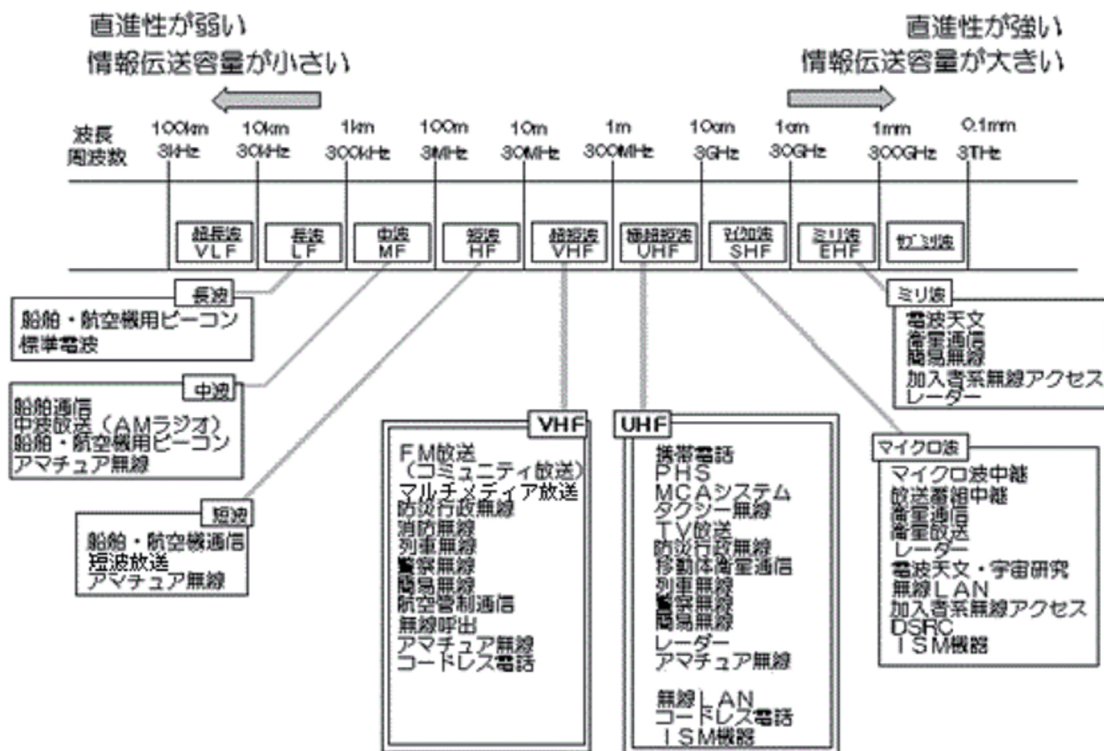 直進性が弱い
情報伝送容量が小さい
直進性が強い
情報伝送容量が大きい
波長 100km 10km 1km 100m 10m 1m 10cm 1cm 1mm 0.1mm
周波数 3kHz 30kHz 300kHz 3MHz 30MHz 300MHz 3GHz 30GHz 300GHz 3THz
超長波 長波 中波 短波 超短波 極超短波 ﾏｲｸﾛ波 ミリ波 ｻﾌﾞﾐﾘ波
VLF LF MF HF VHF UHF SHF EHF
長波
船舶・航空機用ビーコン
標準電波
中波
船舶通信
中波放送（AMラジオ）
船舶・航空機用ビーコン
アマチュア無線
短波
船舶・航空機通信
短波放送
アマチュア無線
VHF
FM放送
（コミュニティ放送）
マルチメディア放送
防災行政無線
消防無線
列車無線
警察無線
簡易無線
航空管制通信
無線呼出
アマチュア無線
コードレス電話
UHF
携帯電話
PHS
MCAシステム
タクシー無線
TV放送
防災行政無線
移動体衛星通信
列車無線
警察無線
簡易無線
レーダー
アマチュア無線
無線LAN
コードレス電話
ISM機器
マイクロ波
マイクロ波中継
放送番組中継
衛星通信
衛星放送
レーダー
電波天文・宇宙研究
無線LAN
加入者系無線アクセス
DSRC
ISM機器
ミリ波
電波天文
衛星通信
簡易無線
加入者系無線アクセス
レーダー